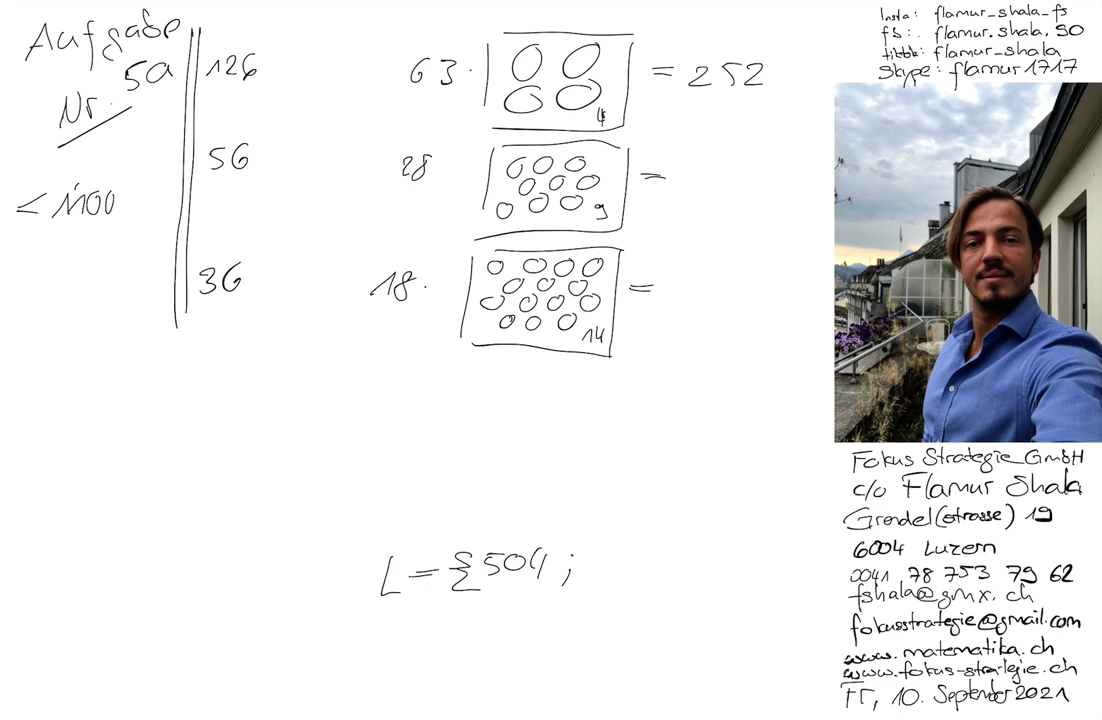 Aufgabe
Nr. 5a
< 1100
126
56
36
63 · 4 = 252
28 9 =
18 · 14 =
L = { 504 ;
Insta: flamur_shala_fs
fb: flamur.shala.90
tiktok: flamur_shala
Skype: flamur1717
Fokus Strategie GmbH
c/o Flamur Shala
Grendel(strasse) 19
6004 Luzern
0041 78 753 79 62
fshala@gmx.ch
fokusstrategie@gmail.com
www.matematika.ch
www.fokus-strategie.ch
Fr, 10. September 2021